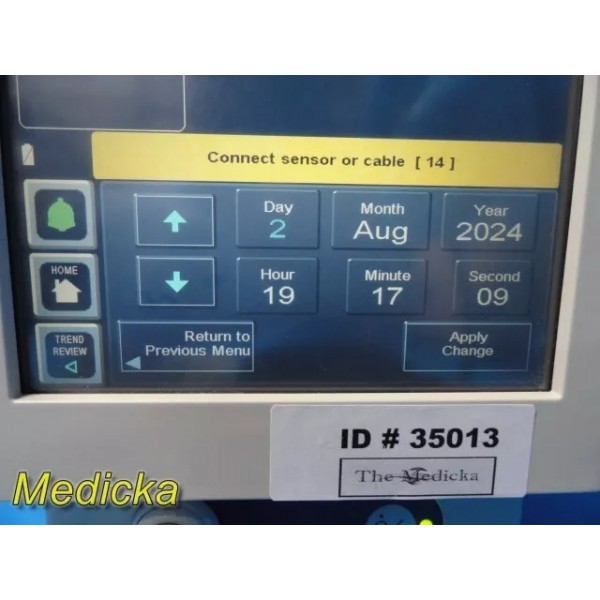 Connect sensor or cable [ 14 ]
Day
2
Month
Aug
Year
2024
HOME
Hour
19
Minute
17
Second
09
TREND
REVIEW
Return to
Previous Menu
Apply
Change
ID # 35013
The Medicka
Medicka